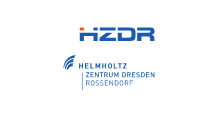 HZDR
HELMHOLTZ
ZENTRUM DRESDEN
ROSSENDORF